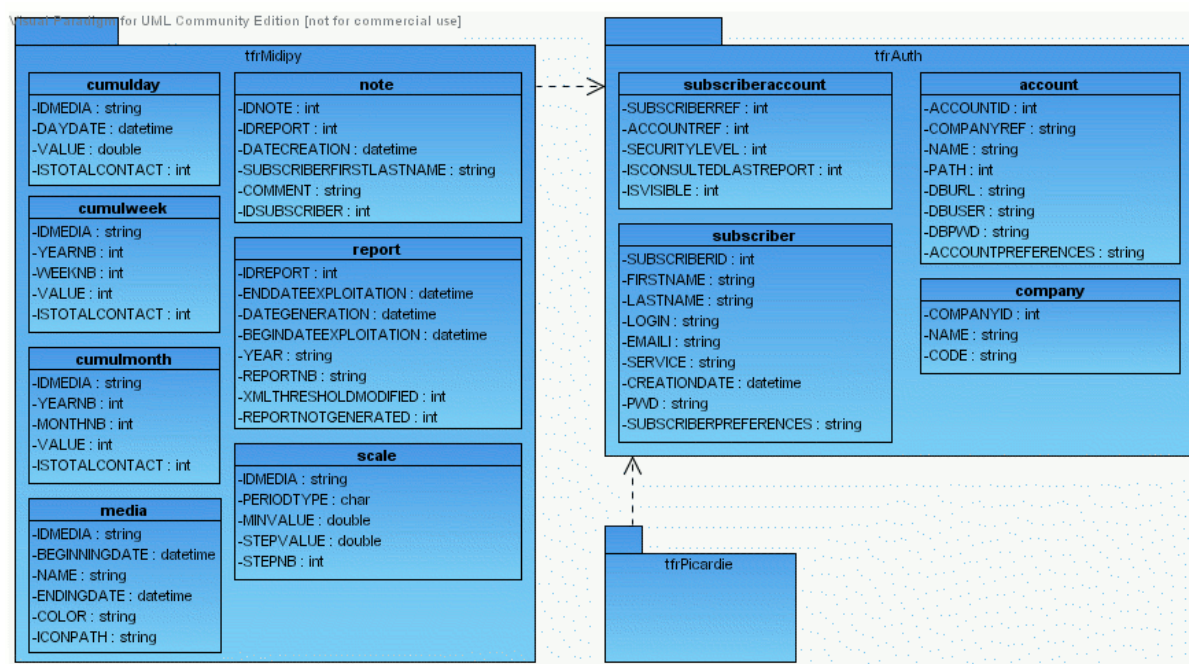 Visual Paradigm for UML Community Edition [not for commercial use]
tfrMidipy
cumulday
-IDMEDIA : string
-DAYDATE : datetime
-VALUE : double
-ISTOTALCONTACT : int
cumulweek
-IDMEDIA : string
-YEARNB : int
-WEEKNB : int
-VALUE : int
-ISTOTALCONTACT : int
cumulmonth
-IDMEDIA : string
-YEARNB : int
-MONTHNB : int
-VALUE : int
-ISTOTALCONTACT : int
media
-IDMEDIA : string
-BEGINNINGDATE : datetime
-NAME : string
-ENDINGDATE : datetime
-COLOR : string
-ICONPATH : string
note
-IDNOTE : int
-IDREPORT : int
-DATECREATION : datetime
-SUBSCRIBERFIRSTLASTNAME : string
-COMMENT : string
-IDSUBSCRIBER : int
report
-IDREPORT : int
-ENDDATEEXPLOITATION : datetime
-DATEGENERATION : datetime
-BEGINDATEEXPLOITATION : datetime
-YEAR : string
-REPORTNB : string
-XMLTHRESHOLDMODIFIED : int
-REPORTNOTGENERATED : int
scale
-IDMEDIA : string
-PERIODTYPE : char
-MINVALUE : double
-STEPVALUE : double
-STEPNB : int
tfrAuth
subscriberaccount
-SUBSCRIBERREF : int
-ACCOUNTREF : int
-SECURITYLEVEL : int
-ISCONSULTEDLASTREPORT : int
-ISVISIBLE : int
subscriber
-SUBSCRIBERID : int
-FIRSTNAME : string
-LASTNAME : string
-LOGIN : string
-EMAILI : string
-SERVICE : string
-CREATIONDATE : datetime
-PWD : string
-SUBSCRIBERPREFERENCES : string
account
-ACCOUNTID : int
-COMPANYREF : string
-NAME : string
-PATH : int
-DBURL : string
-DBUSER : string
-DBPWD : string
-ACCOUNTPREFERENCES : string
company
-COMPANYID : int
-NAME : string
-CODE : string
tfrPicardie